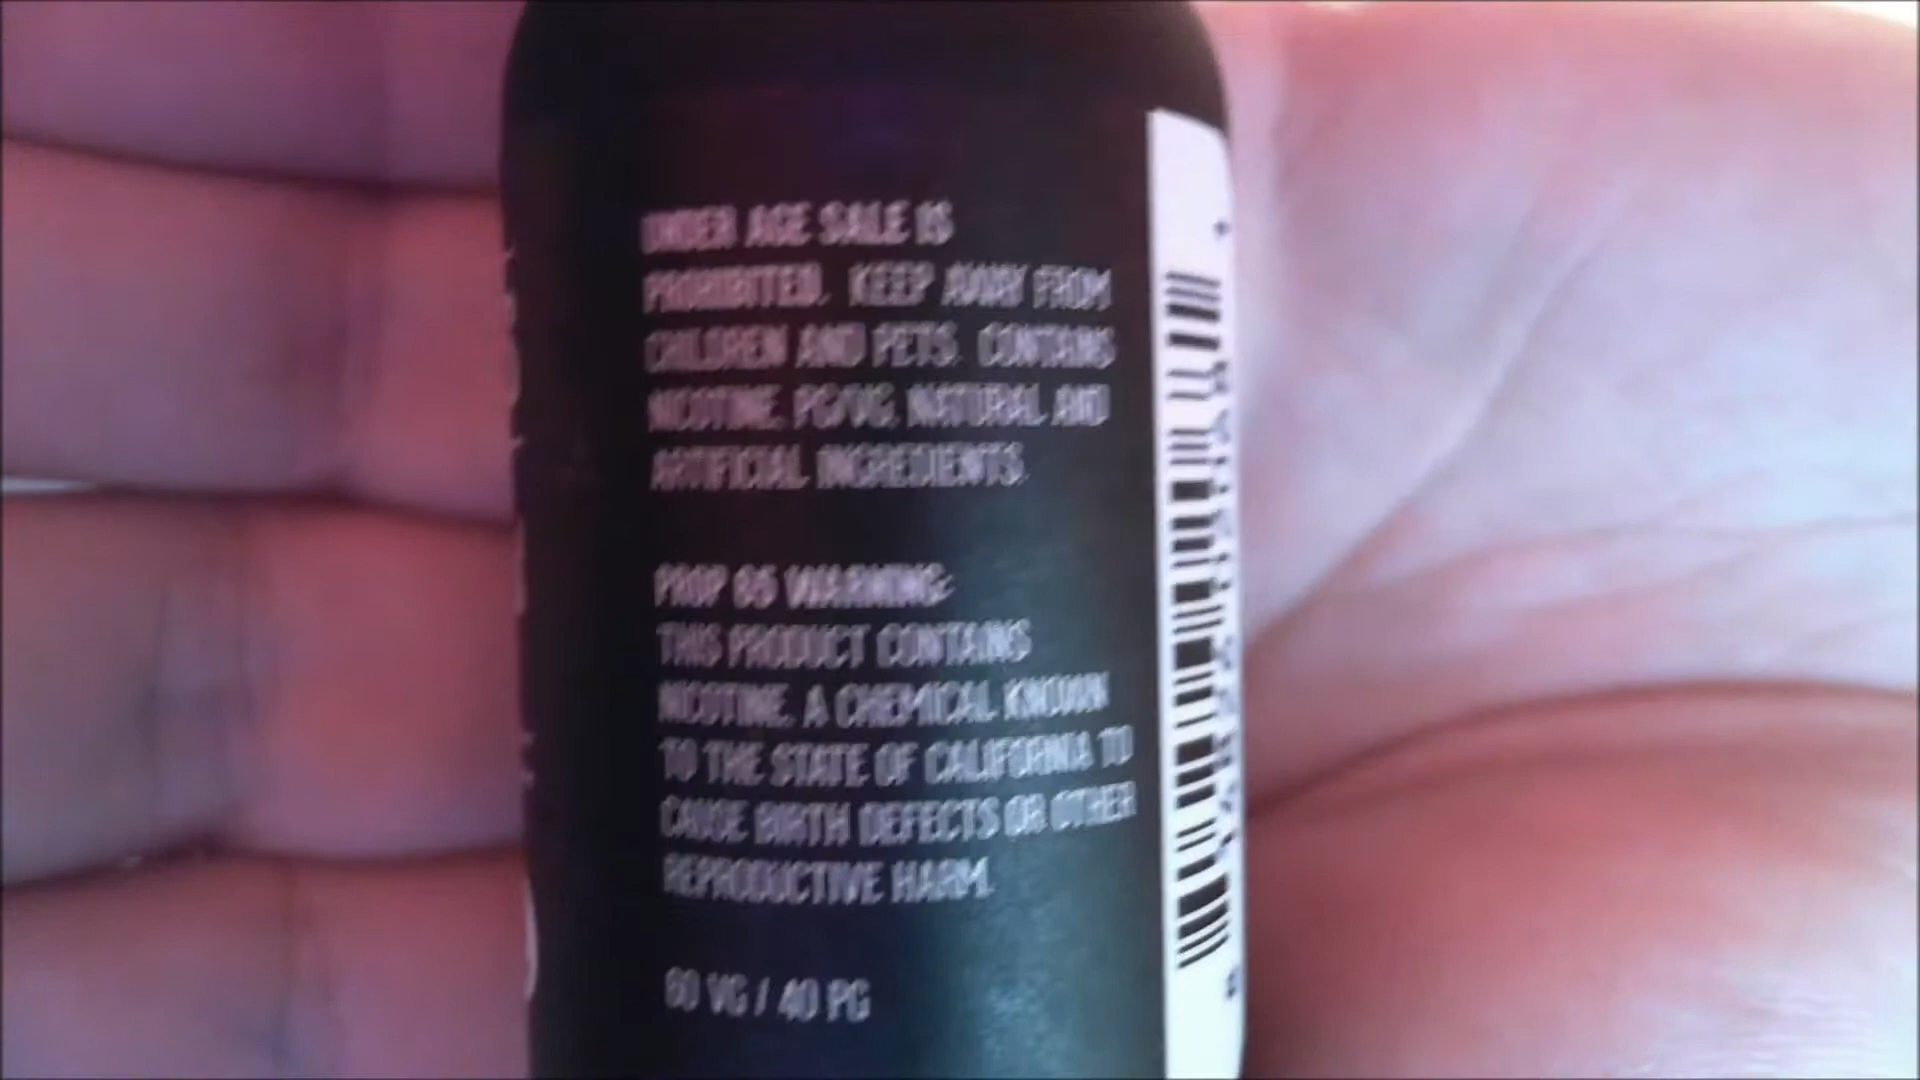 UNDER AGE SALE IS
PROHIBITED. KEEP AWAY FROM
CHILDREN AND PETS. CONTAINS
NICOTINE, PG/VG, NATURAL AND
ARTIFICIAL INGREDIENTS.
PROP 65 WARNING:
THIS PRODUCT CONTAINS
NICOTINE, A CHEMICAL KNOWN
TO THE STATE OF CALIFORNIA TO
CAUSE BIRTH DEFECTS OR OTHER
REPRODUCTIVE HARM.
60 VG / 40 PG